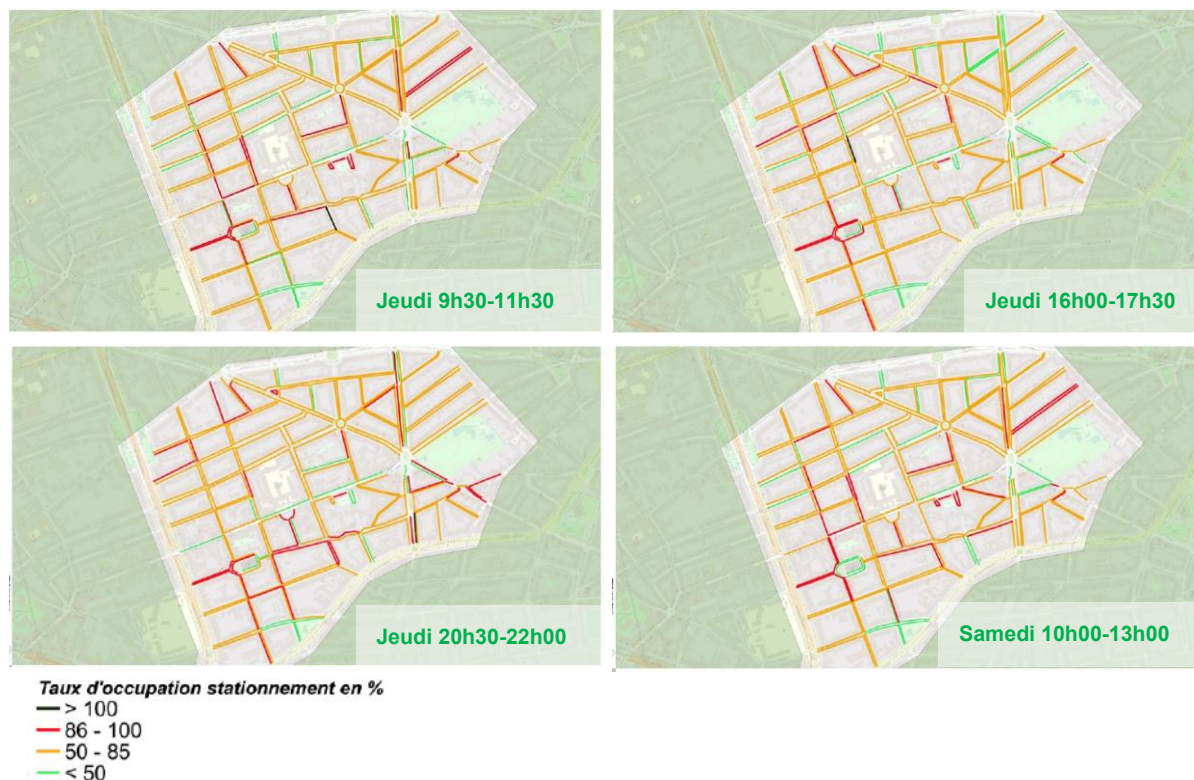 Jeudi 9h30-11h30
Jeudi 16h00-17h30
Jeudi 20h30-22h00
Samedi 10h00-13h00
Taux d'occupation stationnement en %
> 100
86 - 100
50 - 85
< 50